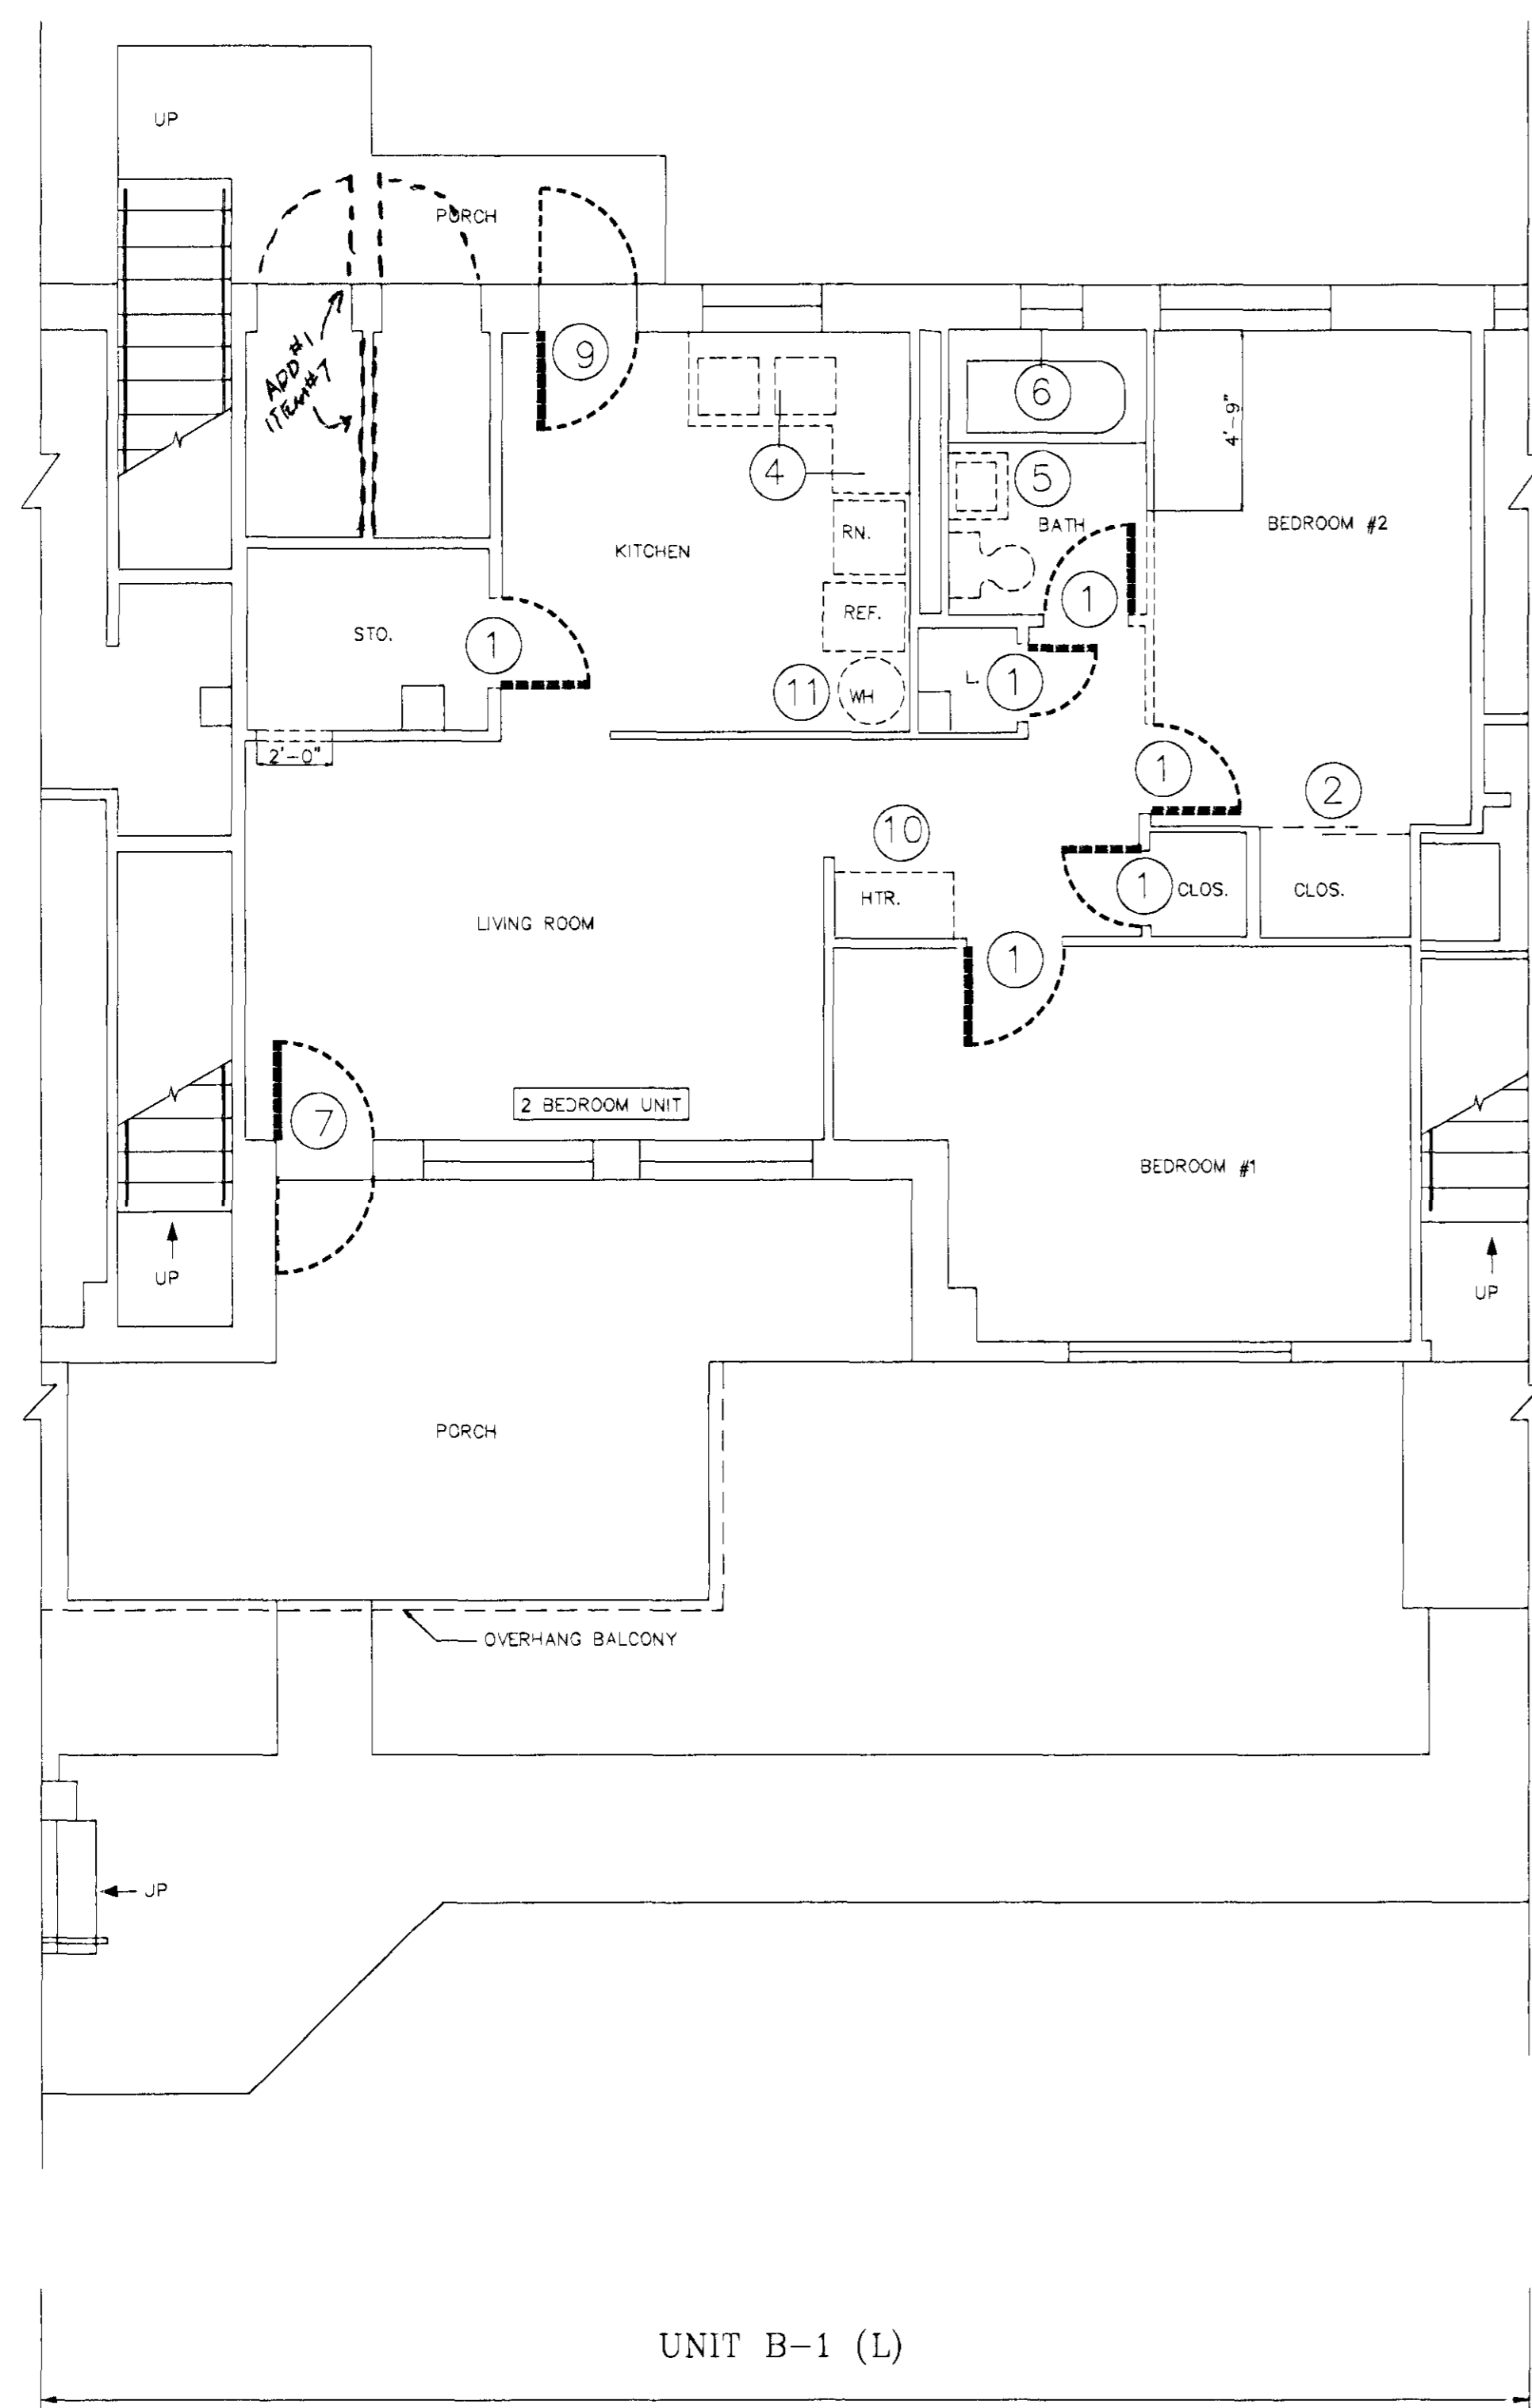 UP
PORCH
ADD #1
ITEM #7
9
6
4'-9"
4
5
BATH
BEDROOM #2
RN.
KITCHEN
1
REF.
STO.
1
L.
1
11
WH
2'-0"
1
2
10
HTR.
1
CLOS.
CLOS.
LIVING ROOM
1
2 BEDROOM UNIT
7
BEDROOM #1
UP
UP
PORCH
OVERHANG BALCONY
UP
UNIT B-1 (L)